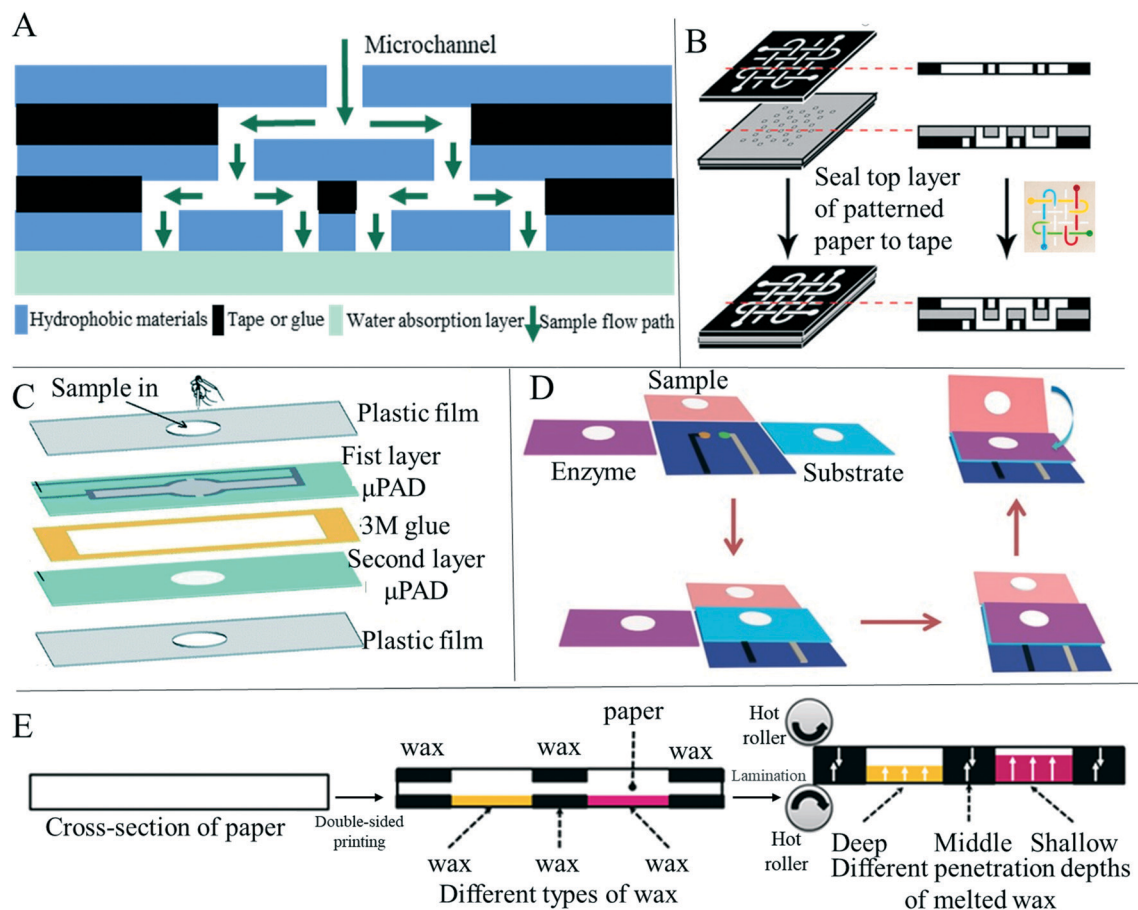 A
Microchannel
Hydrophobic materials
Tape or glue
Water absorption layer
Sample flow path
B
Seal top layer
of patterned
paper to tape
C
Sample in
Plastic film
Fist layer
μPAD
3M glue
Second layer
μPAD
Plastic film
D
Sample
Enzyme
Substrate
E
Cross-section of paper
Double-sided
printing
wax
wax
paper
wax
wax
wax
wax
Different types of wax
Lamination
Hot
roller
Hot
roller
Deep
Middle
Shallow
Different penetration depths
of melted wax